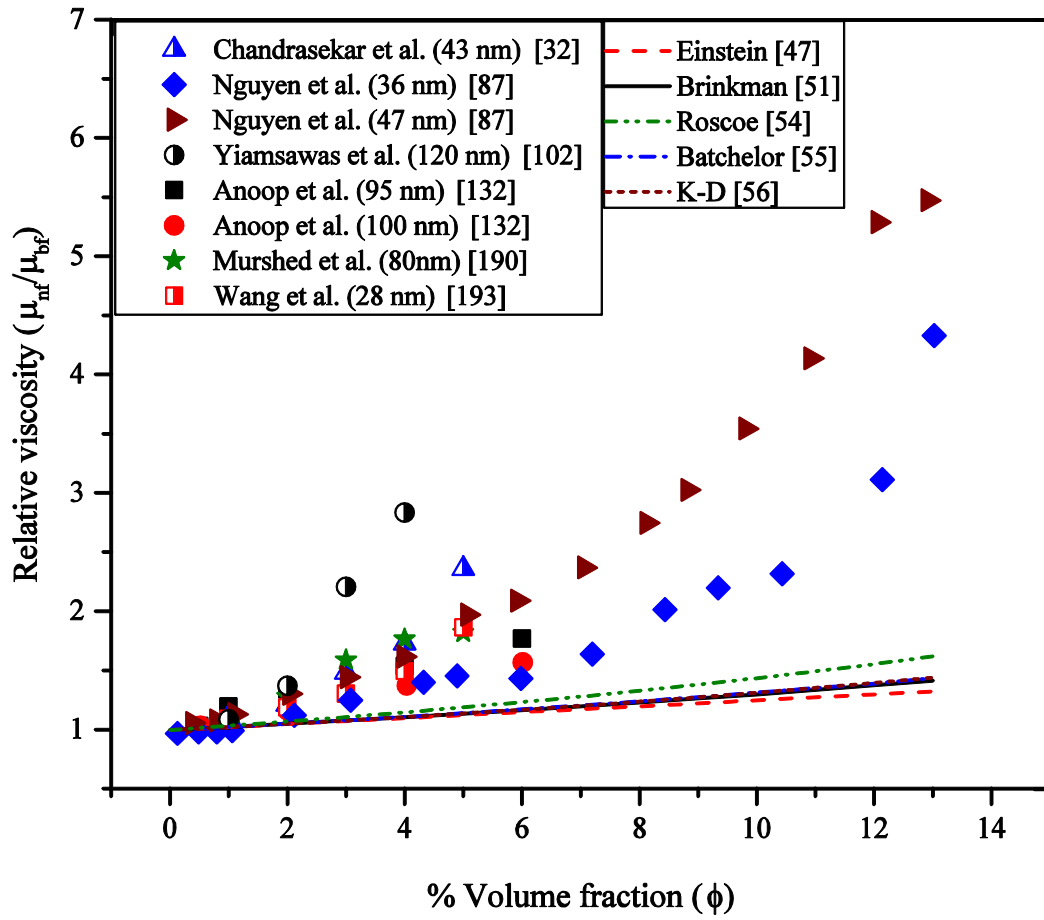 7
6
5
4
3
2
1
Relative viscosity (μnf/μbf)
Chandrasekar et al. (43 nm) [32]
Nguyen et al. (36 nm) [87]
Nguyen et al. (47 nm) [87]
Yiamsawas et al. (120 nm) [102]
Anoop et al. (95 nm) [132]
Anoop et al. (100 nm) [132]
Murshed et al. (80nm) [190]
Wang et al. (28 nm) [193]
Einstein [47]
Brinkman [51]
Roscoe [54]
Batchelor [55]
K-D [56]
0 2 4 6 8 10 12 14
% Volume fraction (ϕ)